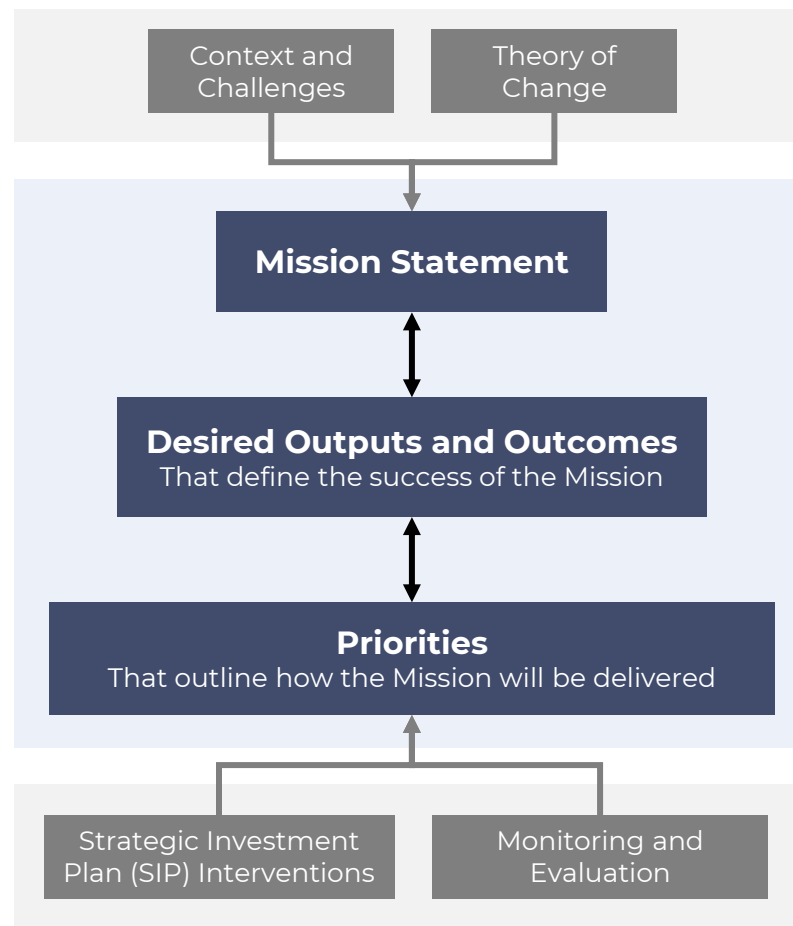 Context and
Challenges
Theory of
Change
Mission Statement
Desired Outputs and Outcomes
That define the success of the Mission
Priorities
That outline how the Mission will be delivered
Strategic Investment
Plan (SIP) Interventions
Monitoring and
Evaluation